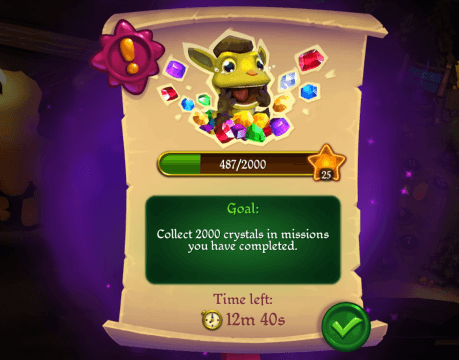 487/2000
25
Goal:
Collect 2000 crystals in missions
you have completed.
Time left:
12m 40s